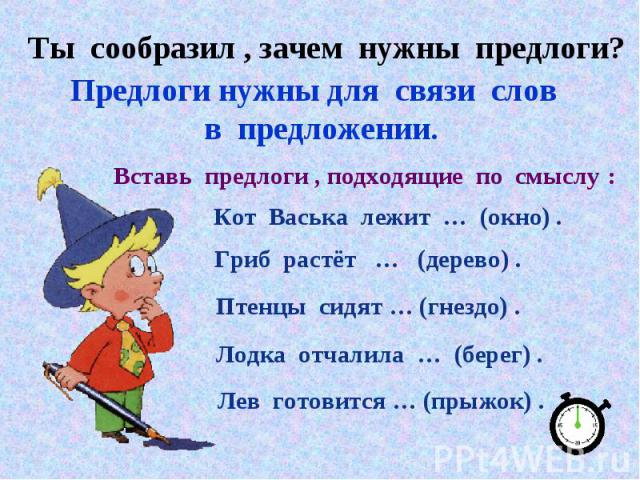 Ты сообразил , зачем нужны предлоги?
Предлоги нужны для связи слов
в предложении.
Вставь предлоги , подходящие по смыслу :
Кот Васька лежит … (окно) .
Гриб растёт … (дерево) .
Птенцы сидят … (гнездо) .
Лодка отчалила … (берег) .
Лев готовится … (прыжок) .
PPt4WEB.ru